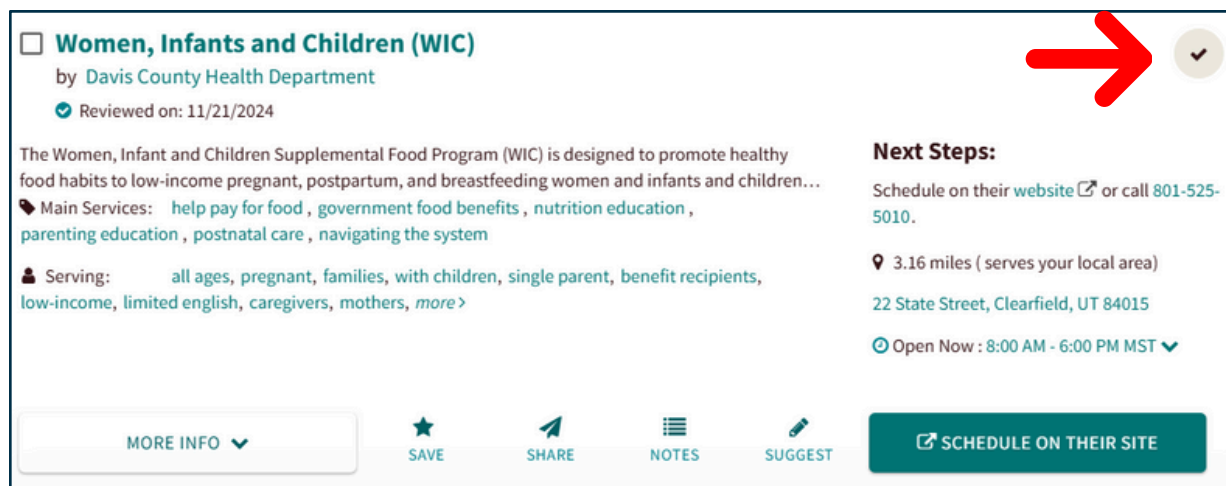 Women, Infants and Children (WIC)
by Davis County Health Department
Reviewed on: 11/21/2024
The Women, Infant and Children Supplemental Food Program (WIC) is designed to promote healthy
food habits to low-income pregnant, postpartum, and breastfeeding women and infants and children...
Main Services: help pay for food , government food benefits , nutrition education ,
parenting education , postnatal care , navigating the system
Serving: all ages, pregnant, families, with children, single parent, benefit recipients,
low-income, limited english, caregivers, mothers, more >
Next Steps:
Schedule on their website or call 801-525-
5010.
3.16 miles ( serves your local area)
22 State Street, Clearfield, UT 84015
Open Now : 8:00 AM - 6:00 PM MST
MORE INFO
SAVE
SHARE
NOTES
SUGGEST
SCHEDULE ON THEIR SITE